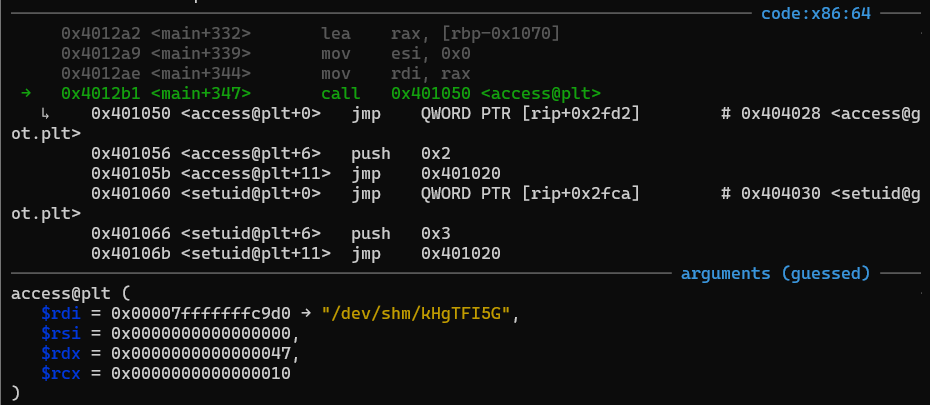 code:x86:64
0x4012a2 <main+332> lea rax, [rbp-0x1070]
0x4012a9 <main+339> mov esi, 0x0
0x4012ae <main+344> mov rdi, rax
→ 0x4012b1 <main+347> call 0x401050 <access@plt>
↳ 0x401050 <access@plt+0> jmp QWORD PTR [rip+0x2fd2] # 0x404028 <access@g
ot.plt>
0x401056 <access@plt+6> push 0x2
0x40105b <access@plt+11> jmp 0x401020
0x401060 <setuid@plt+0> jmp QWORD PTR [rip+0x2fca] # 0x404030 <setuid@g
ot.plt>
0x401066 <setuid@plt+6> push 0x3
0x40106b <setuid@plt+11> jmp 0x401020
arguments (guessed)
access@plt (
$rdi = 0x00007fffffffc9d0 → "/dev/shm/kHgTFI5G",
$rsi = 0x0000000000000000,
$rdx = 0x0000000000000047,
$rcx = 0x0000000000000010
)